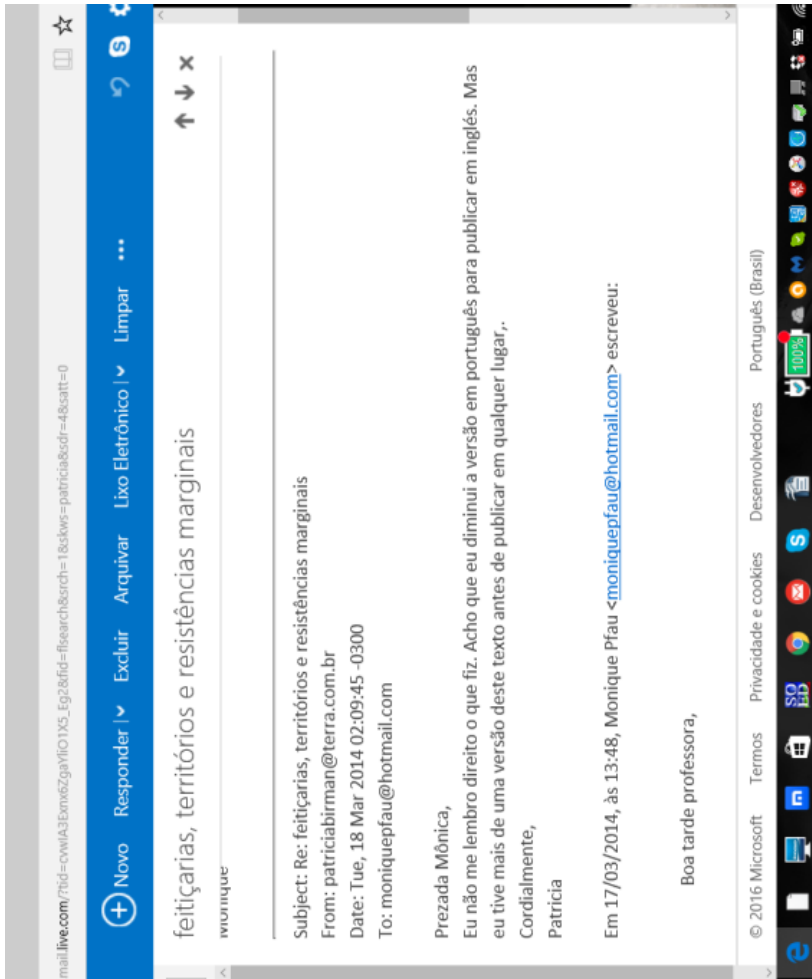 mail.live.com/?tid=cvwIA3Exnx6ZgaYliO1X5_Eg2&fid=flsearch&srch=1&skws=patricia&sdr=4&satt=0
Novo Responder Excluir Arquivar Lixo Eletrônico Limpar ...
feitiçarias, territórios e resistências marginais
Monique
Subject: Re: feitiçarias, territórios e resistências marginais
From: patriciabirman@terra.com.br
Date: Tue, 18 Mar 2014 02:09:45 -0300
To: moniquepfau@hotmail.com
Prezada Mônica,
Eu não me lembro direito o que fiz. Acho que eu diminui a versão em português para publicar em inglés. Mas
eu tive mais de uma versão deste texto antes de publicar em qualquer lugar,.
Cordialmente,
Patricia
Em 17/03/2014, às 13:48, Monique Pfau <moniquepfau@hotmail.com> escreveu:
Boa tarde professora,
© 2016 Microsoft Termos Privacidade e cookies Desenvolvedores Português (Brasil)
100%